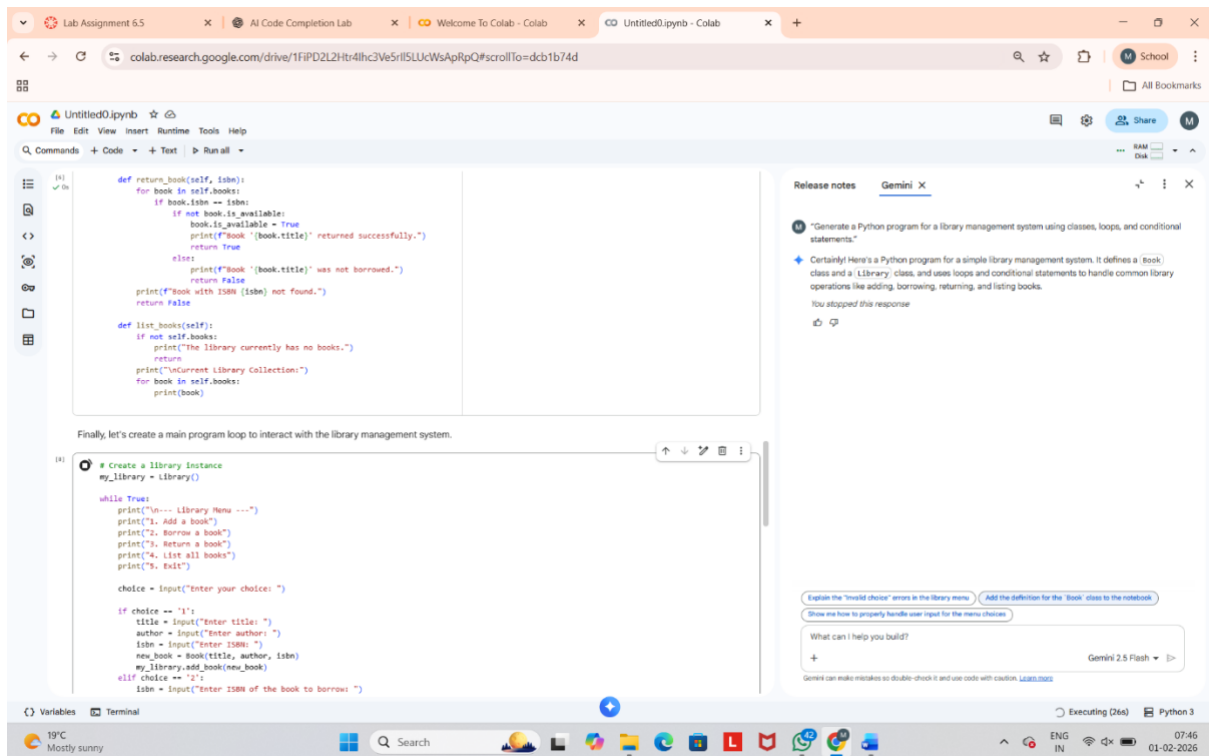 Lab Assignment 6.5
AI Code Completion Lab
Welcome To Colab - Colab
Untitled0.ipynb - Colab
colab.research.google.com/drive/1FiPD2L2Htr4Ihc3Ve5rlI5LUcWsApRpQ#scrollTo=dcb1b74d
M School
All Bookmarks
Untitled0.ipynb
File Edit View Insert Runtime Tools Help
Share
M
Commands + Code + Text Run all
RAM
Disk
0s
def return_book(self, isbn):
for book in self.books:
if book.isbn == isbn:
if not book.is_available:
book.is_available = True
print(f"Book '{book.title}' returned successfully.")
return True
else:
print(f"Book '{book.title}' was not borrowed.")
return False
print(f"Book with ISBN {isbn} not found.")
return False
def list_books(self):
if not self.books:
print("The library currently has no books.")
return
print("\nCurrent Library Collection:")
for book in self.books:
print(book)
Finally, let's create a main program loop to interact with the library management system.
# Create a library instance
my_library = Library()
while True:
print("\n--- Library Menu ---")
print("1. Add a book")
print("2. Borrow a book")
print("3. Return a book")
print("4. List all books")
print("5. Exit")
choice = input("Enter your choice: ")
if choice == '1':
title = input("Enter title: ")
author = input("Enter author: ")
isbn = input("Enter ISBN: ")
new_book = Book(title, author, isbn)
my_library.add_book(new_book)
elif choice == '2':
isbn = input("Enter ISBN of the book to borrow: ")
Release notes Gemini
M "Generate a Python program for a library management system using classes, loops, and conditional
statements."
Certainly! Here's a Python program for a simple library management system. It defines a Book
class and a Library class, and uses loops and conditional statements to handle common library
operations like adding, borrowing, returning, and listing books.
You stopped this response
Explain the "Invalid choice" errors in the library menu
Add the definition for the `Book` class to the notebook
Show me how to properly handle user input for the menu choices
What can I help you build?
Gemini 2.5 Flash
Gemini can make mistakes so double-check it and use code with caution. Learn more
Variables Terminal
Executing (26s) Python 3
19°C
Mostly sunny
Search
42
ENG
IN
07:46
01-02-2026